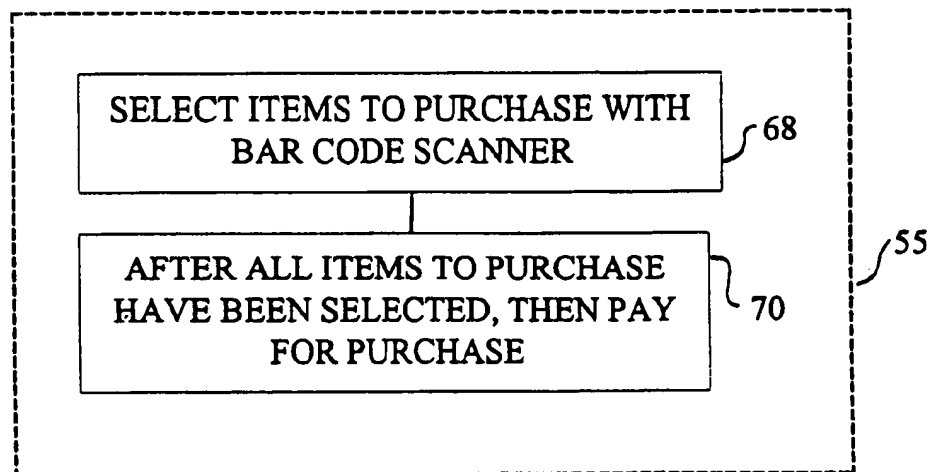 SELECT ITEMS TO PURCHASE WITH
BAR CODE SCANNER
68
AFTER ALL ITEMS TO PURCHASE
HAVE BEEN SELECTED, THEN PAY
FOR PURCHASE
70
55